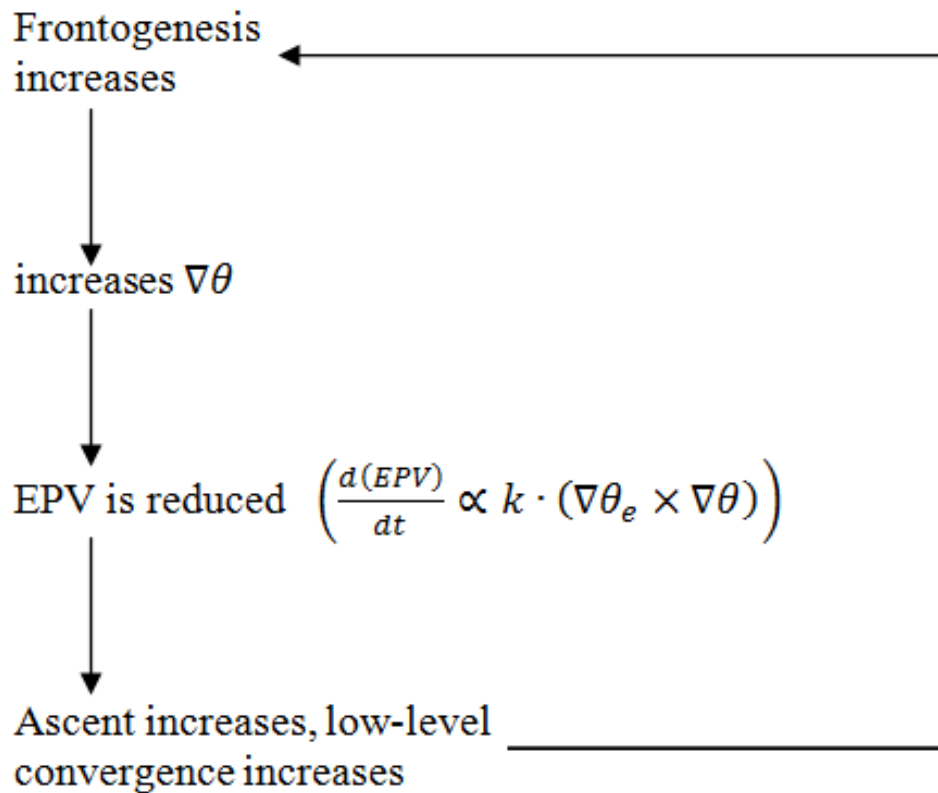 Frontogenesis
increases
increases ∇θ
EPV is reduced (d(EPV)/dt ∝ k · (∇θₑ × ∇θ))
Ascent increases, low-level
convergence increases